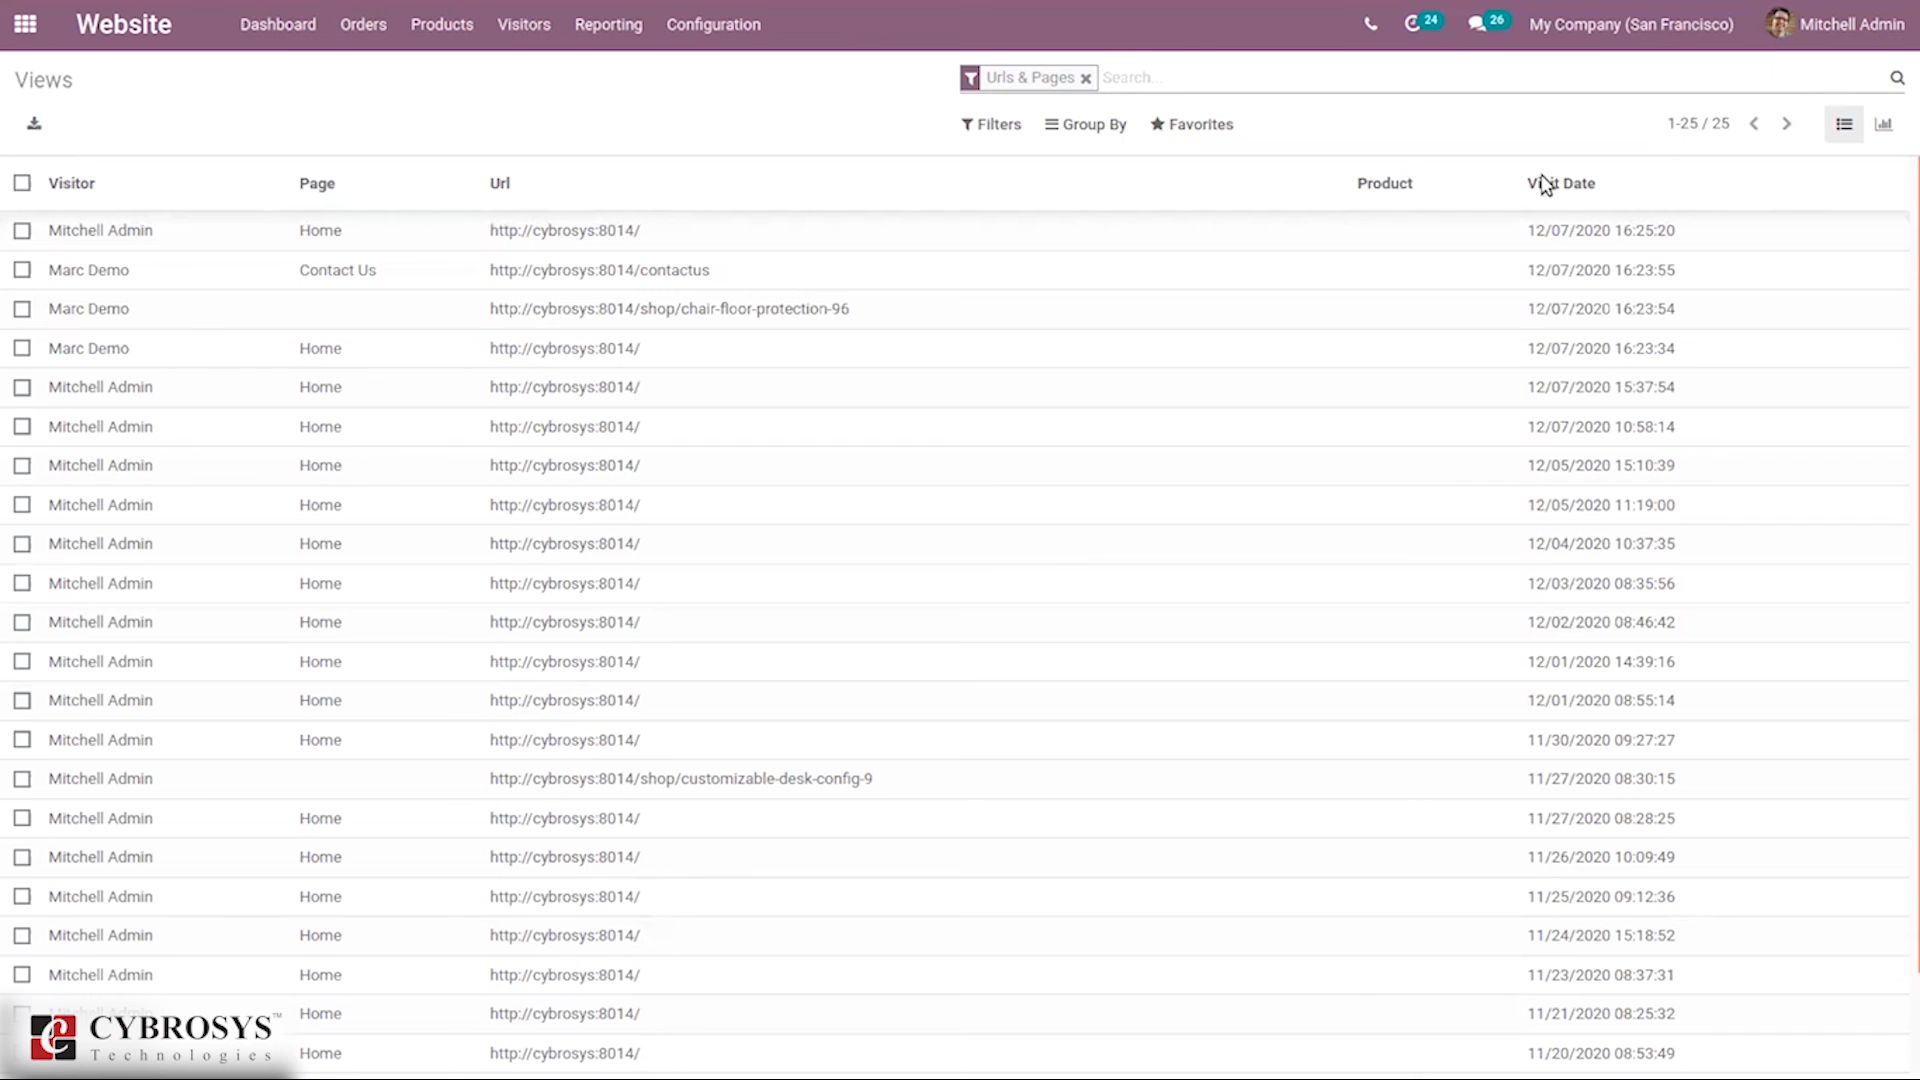 Website Dashboard Orders Products Visitors Reporting Configuration 24 26 My Company (San Francisco) Mitchell Admin
Views Urls & Pages Search...
Filters Group By Favorites 1-25 / 25
Visitor Page Url Product Visit Date
Mitchell Admin Home http://cybrosys:8014/ 12/07/2020 16:25:20
Marc Demo Contact Us http://cybrosys:8014/contactus 12/07/2020 16:23:55
Marc Demo http://cybrosys:8014/shop/chair-floor-protection-96 12/07/2020 16:23:54
Marc Demo Home http://cybrosys:8014/ 12/07/2020 16:23:34
Mitchell Admin Home http://cybrosys:8014/ 12/07/2020 15:37:54
Mitchell Admin Home http://cybrosys:8014/ 12/07/2020 10:58:14
Mitchell Admin Home http://cybrosys:8014/ 12/05/2020 15:10:39
Mitchell Admin Home http://cybrosys:8014/ 12/05/2020 11:19:00
Mitchell Admin Home http://cybrosys:8014/ 12/04/2020 10:37:35
Mitchell Admin Home http://cybrosys:8014/ 12/03/2020 08:35:56
Mitchell Admin Home http://cybrosys:8014/ 12/02/2020 08:46:42
Mitchell Admin Home http://cybrosys:8014/ 12/01/2020 14:39:16
Mitchell Admin Home http://cybrosys:8014/ 12/01/2020 08:55:14
Mitchell Admin Home http://cybrosys:8014/ 11/30/2020 09:27:27
Mitchell Admin http://cybrosys:8014/shop/customizable-desk-config-9 11/27/2020 08:30:15
Mitchell Admin Home http://cybrosys:8014/ 11/27/2020 08:28:25
Mitchell Admin Home http://cybrosys:8014/ 11/26/2020 10:09:49
Mitchell Admin Home http://cybrosys:8014/ 11/25/2020 09:12:36
Mitchell Admin Home http://cybrosys:8014/ 11/24/2020 15:18:52
Mitchell Admin Home http://cybrosys:8014/ 11/23/2020 08:37:31
Home http://cybrosys:8014/ 11/21/2020 08:25:32
CYBROSYS™
Technologies
Home http://cybrosys:8014/ 11/20/2020 08:53:49